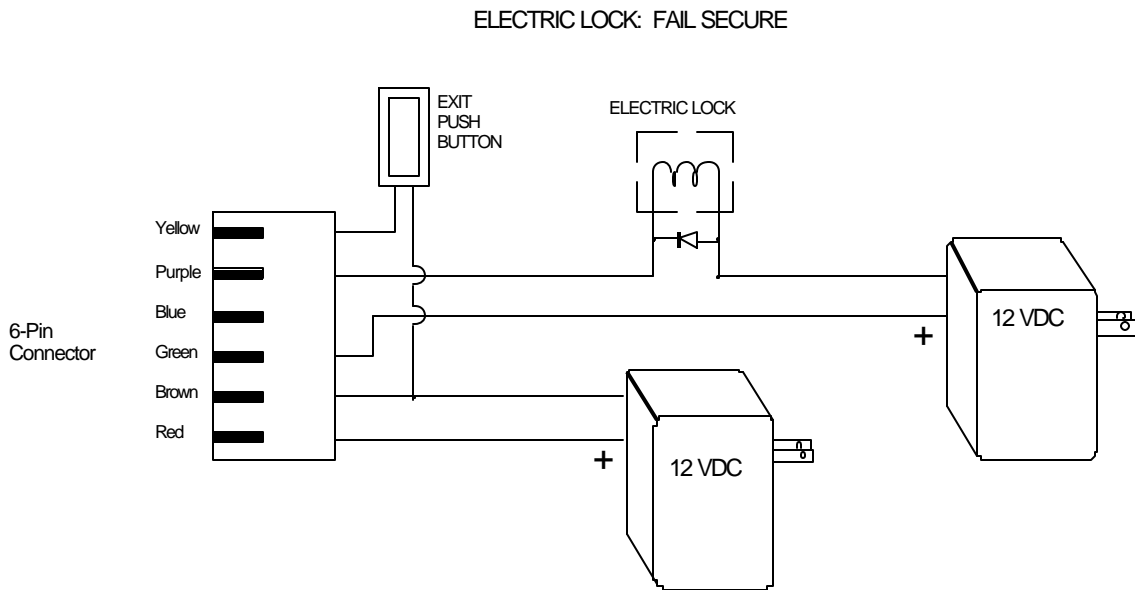 ELECTRIC LOCK: FAIL SECURE
EXIT
PUSH
BUTTON
ELECTRIC LOCK
Yellow
Purple
Blue
Green
Brown
Red
6-Pin
Connector
+
12 VDC
+
12 VDC